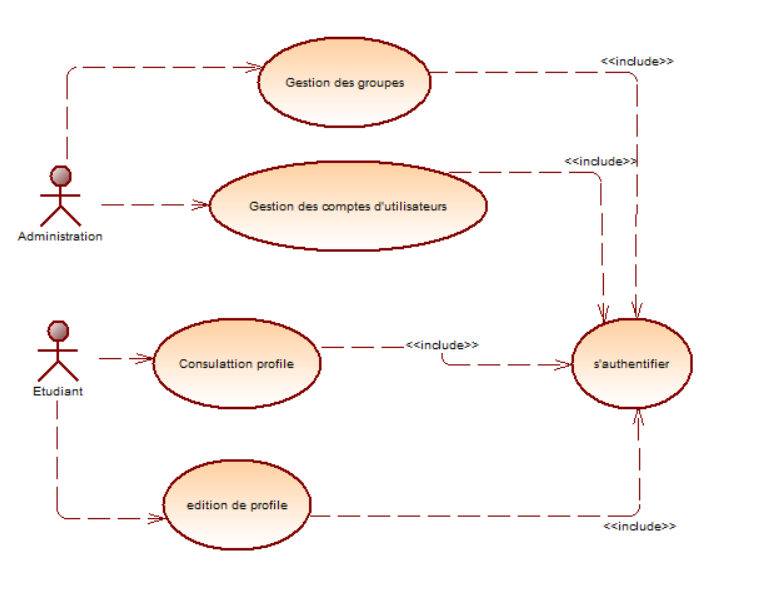 <<include>>
Gestion des groupes
<<include>>
Gestion des comptes d'utilisateurs
Administration
<<include>>
Consulattion profile
s'authentifier
Etudiant
edition de profile
<<include>>